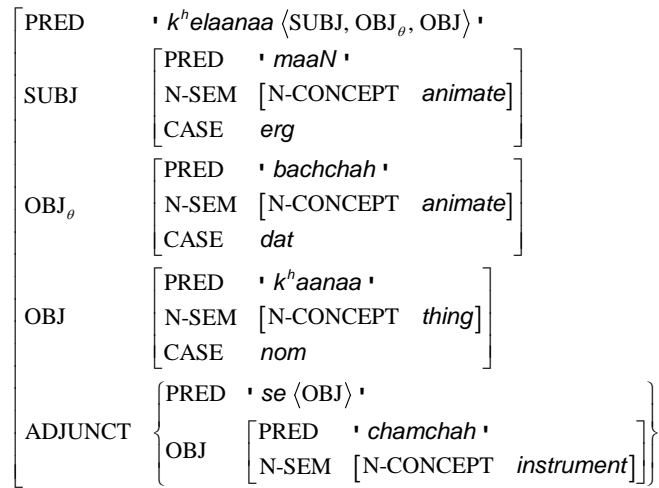 PRED ' kʰelaanaa ⟨SUBJ, OBJθ, OBJ⟩ '
PRED ' maaN '
SUBJ N-SEM [N-CONCEPT animate]
CASE erg
PRED ' bachchah '
OBJθ N-SEM [N-CONCEPT animate]
CASE dat
PRED ' kʰaanaa '
OBJ N-SEM [N-CONCEPT thing]
CASE nom
PRED ' se ⟨OBJ⟩ '
ADJUNCT OBJ PRED ' chamchah '
N-SEM [N-CONCEPT instrument]